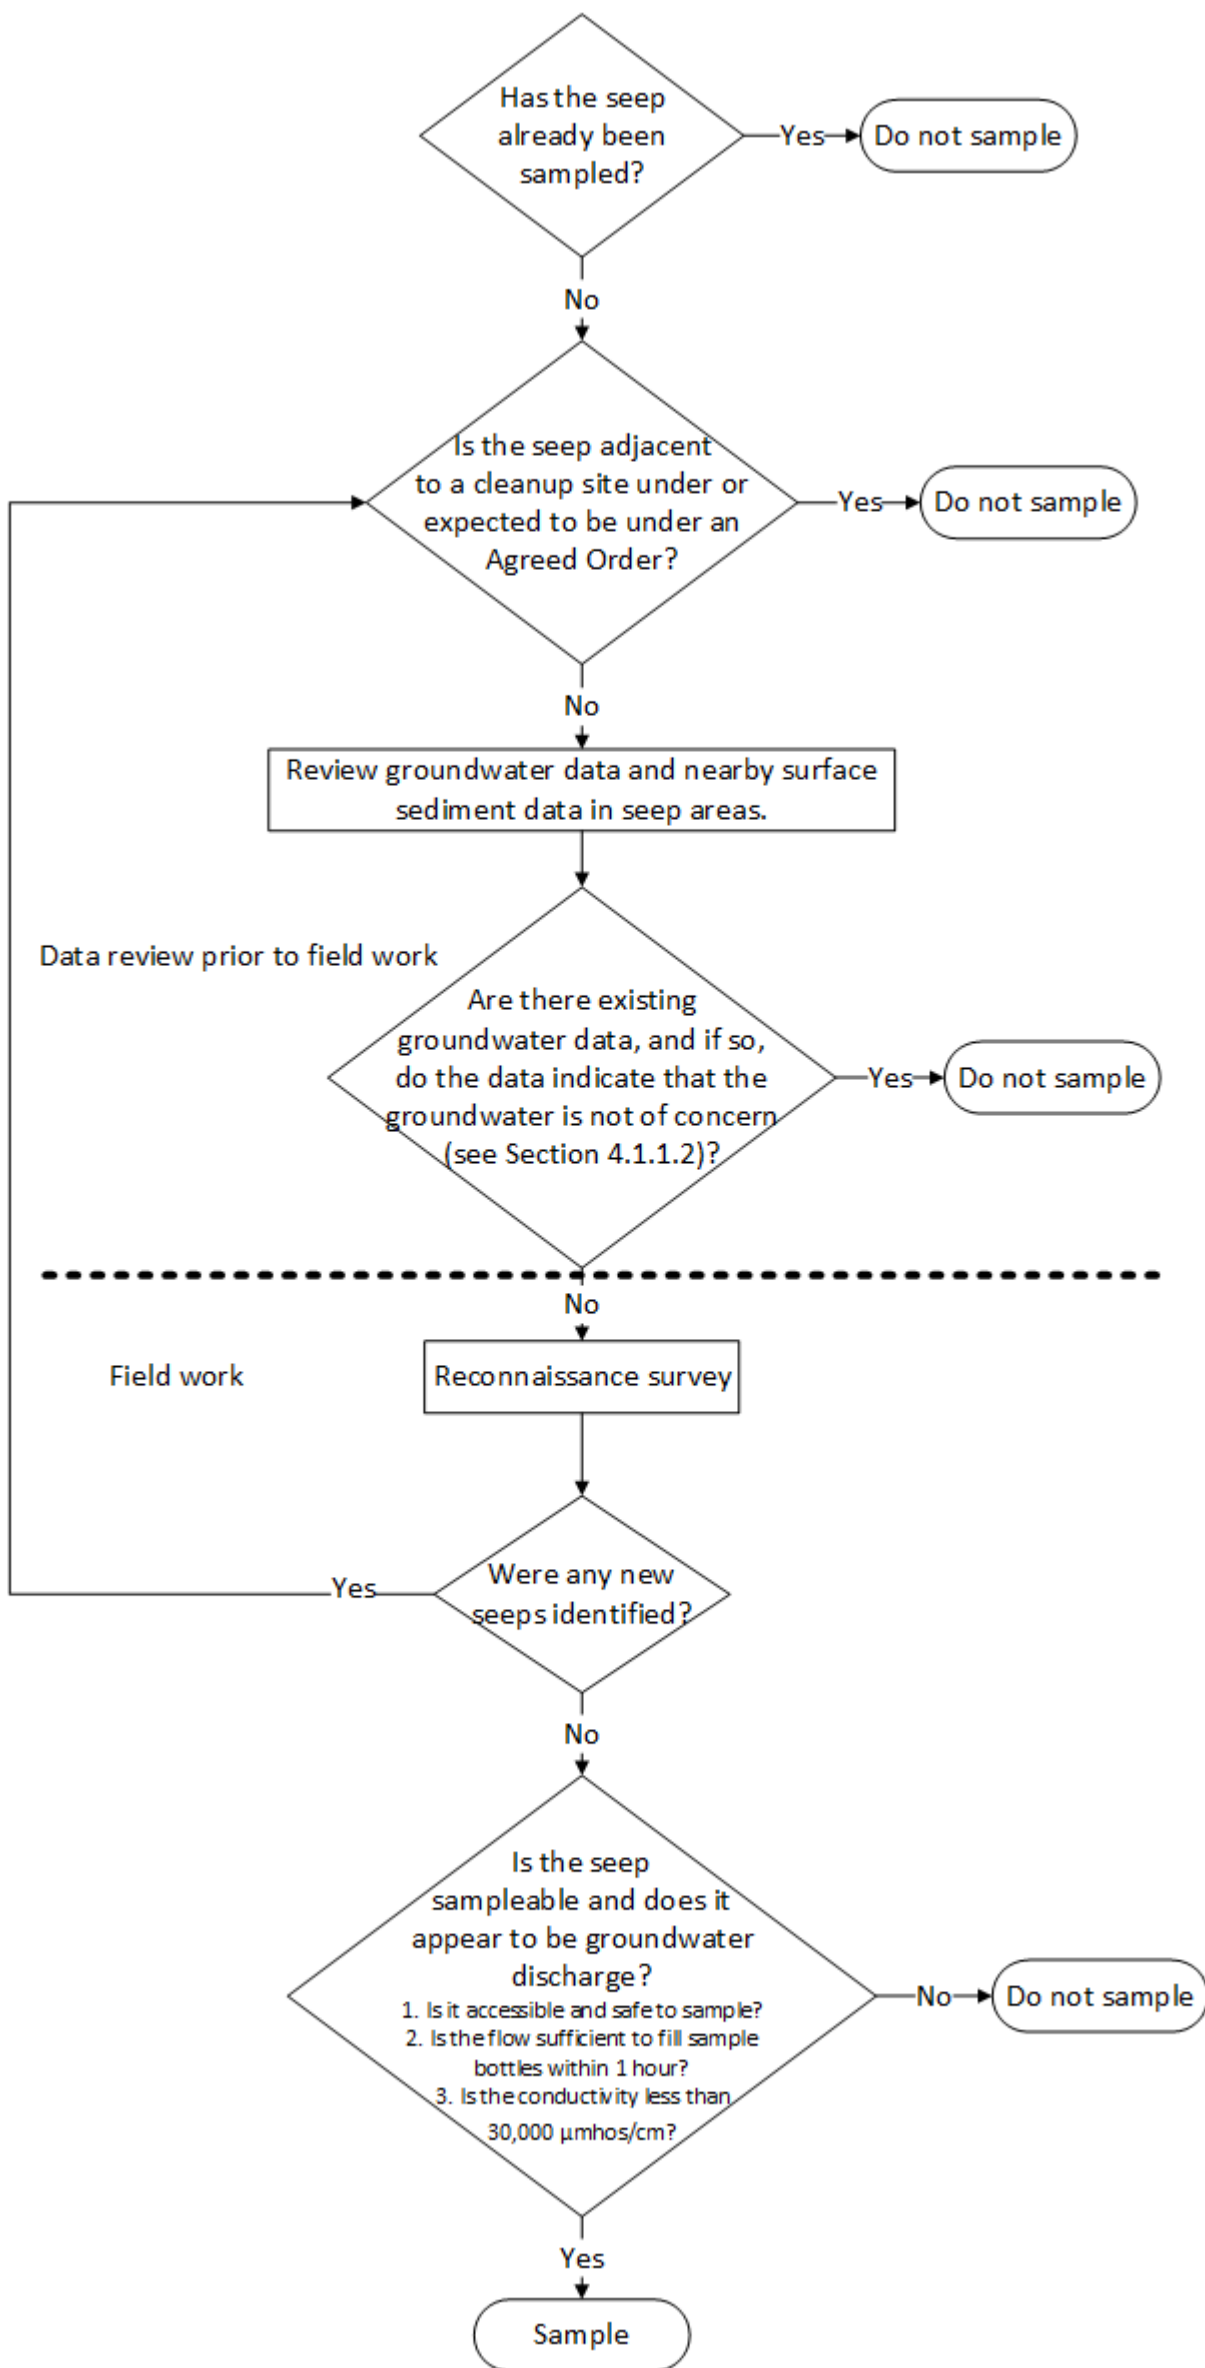 Has the seep
already been
sampled?
Yes
Do not sample
No
Is the seep adjacent
to a cleanup site under or
expected to be under an
Agreed Order?
Yes
Do not sample
No
Review groundwater data and nearby surface
sediment data in seep areas.
Data review prior to field work
Are there existing
groundwater data, and if so,
do the data indicate that the
groundwater is not of concern
(see Section 4.1.1.2)?
Yes
Do not sample
No
Field work
Reconnaissance survey
Were any new
seeps identified?
Yes
No
Is the seep
sampleable and does it
appear to be groundwater
discharge?
1. Is it accessible and safe to sample?
2. Is the flow sufficient to fill sample
bottles within 1 hour?
3. Is the conductivity less than
30,000 µmhos/cm?
No
Do not sample
Yes
Sample